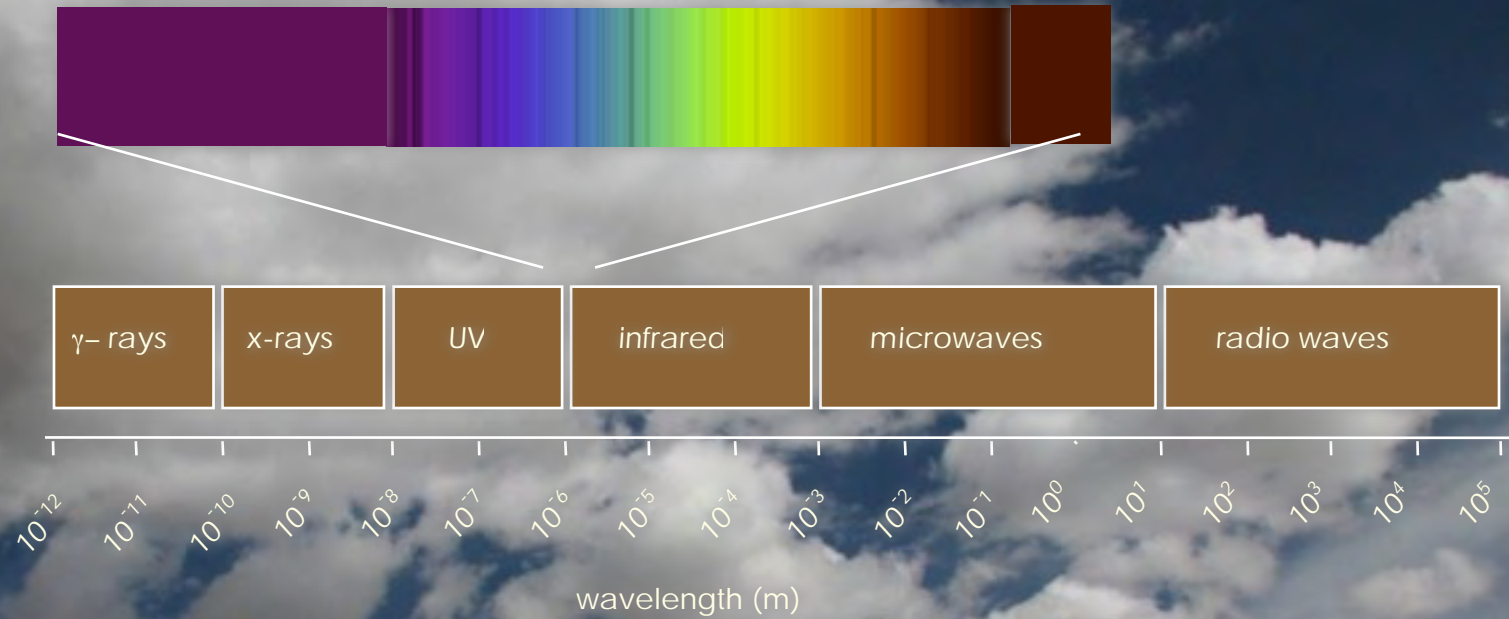 γ– rays x-rays UV infrared microwaves radio waves
10⁻¹² 10⁻¹¹ 10⁻¹⁰ 10⁻⁹ 10⁻⁸ 10⁻⁷ 10⁻⁶ 10⁻⁵ 10⁻⁴ 10⁻³ 10⁻² 10⁻¹ 10⁰ 10¹ 10² 10³ 10⁴ 10⁵
wavelength (m)